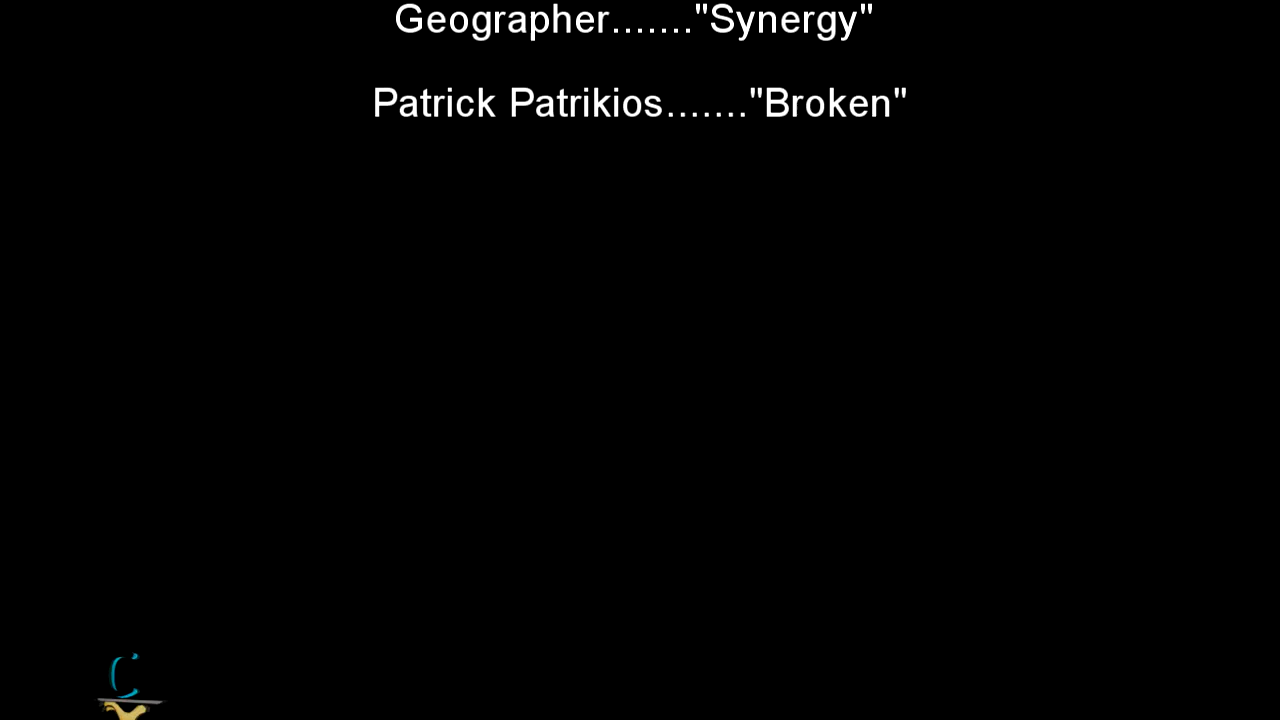 Geographer......."Synergy"
Patrick Patrikios......."Broken"
C
Y